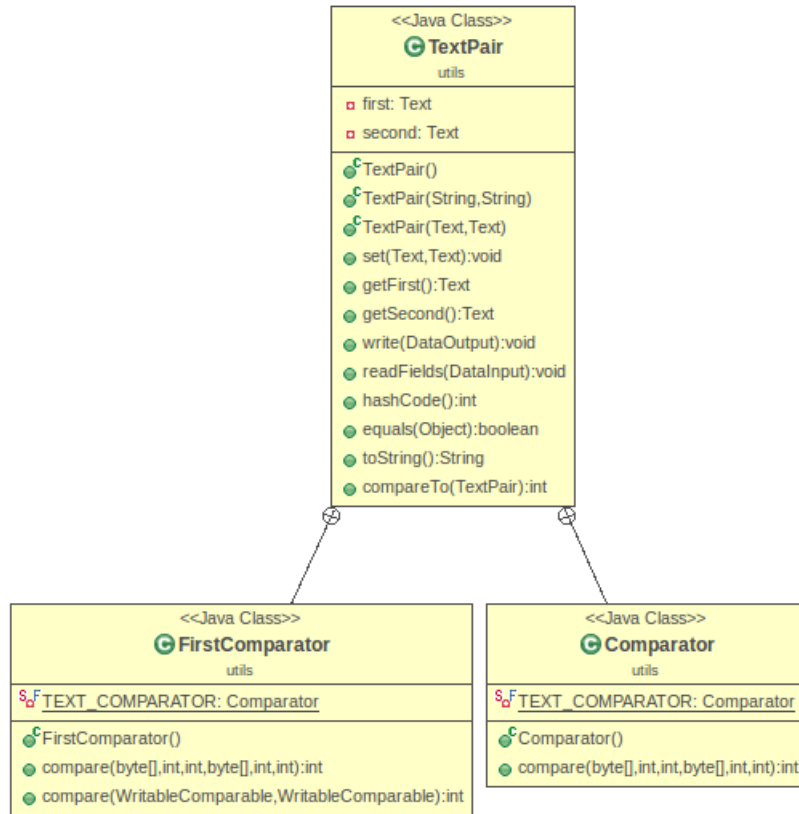 <<Java Class>>
C TextPair
utils
first: Text
second: Text
C TextPair()
C TextPair(String,String)
C TextPair(Text,Text)
set(Text,Text):void
getFirst():Text
getSecond():Text
write(DataOutput):void
readFields(DataInput):void
hashCode():int
equals(Object):boolean
toString():String
compareTo(TextPair):int
<<Java Class>>
C FirstComparator
utils
S F TEXT_COMPARATOR: Comparator
C FirstComparator()
compare(byte[],int,int,byte[],int,int):int
compare(WritableComparable,WritableComparable):int
<<Java Class>>
C Comparator
utils
S F TEXT_COMPARATOR: Comparator
C Comparator()
compare(byte[],int,int,byte[],int,int):int